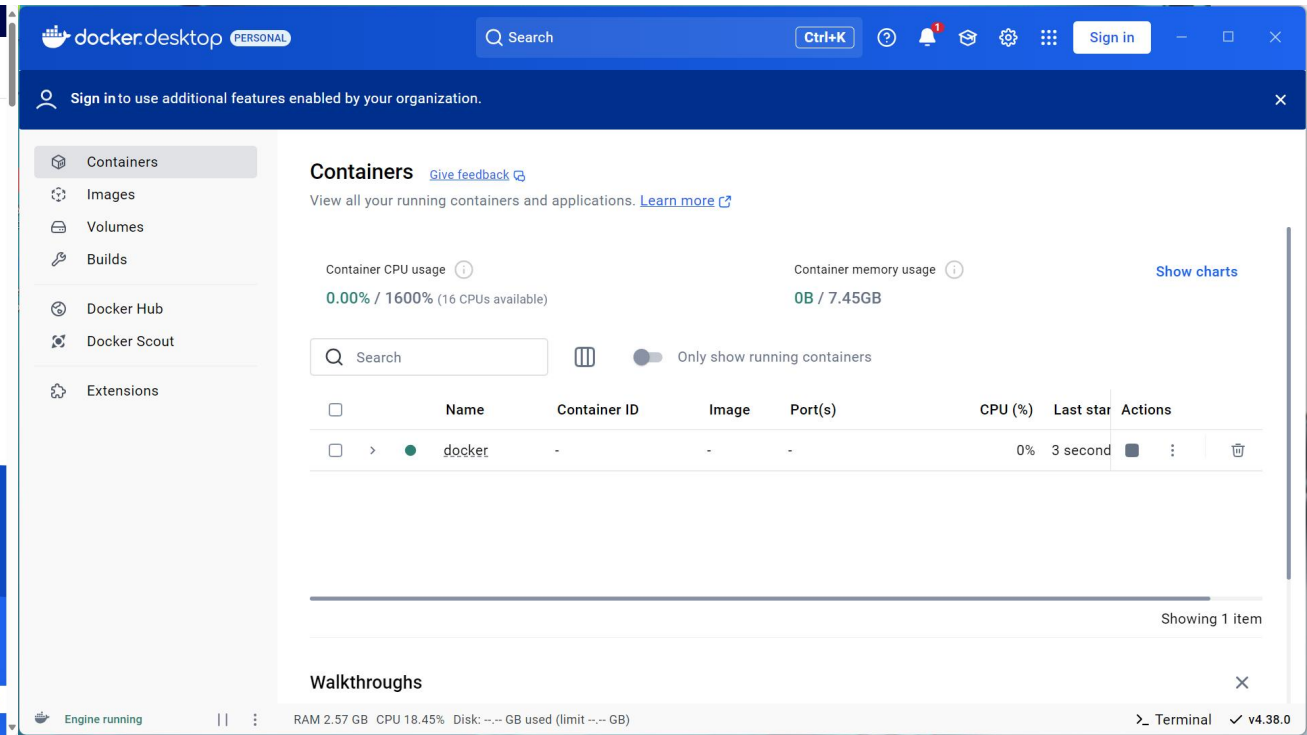 docker.desktop PERSONAL Search Ctrl+K 1 Sign in
Sign in to use additional features enabled by your organization.
Containers
Images
Volumes
Builds
Docker Hub
Docker Scout
Extensions
Containers Give feedback
View all your running containers and applications. Learn more
Container CPU usage Container memory usage Show charts
0.00% / 1600% (16 CPUs available) 0B / 7.45GB
Search Only show running containers
Name Container ID Image Port(s) CPU (%) Last star Actions
docker - - - 0% 3 second
Showing 1 item
Walkthroughs
Engine running RAM 2.57 GB CPU 18.45% Disk: --.-- GB used (limit --.-- GB) >_ Terminal v4.38.0